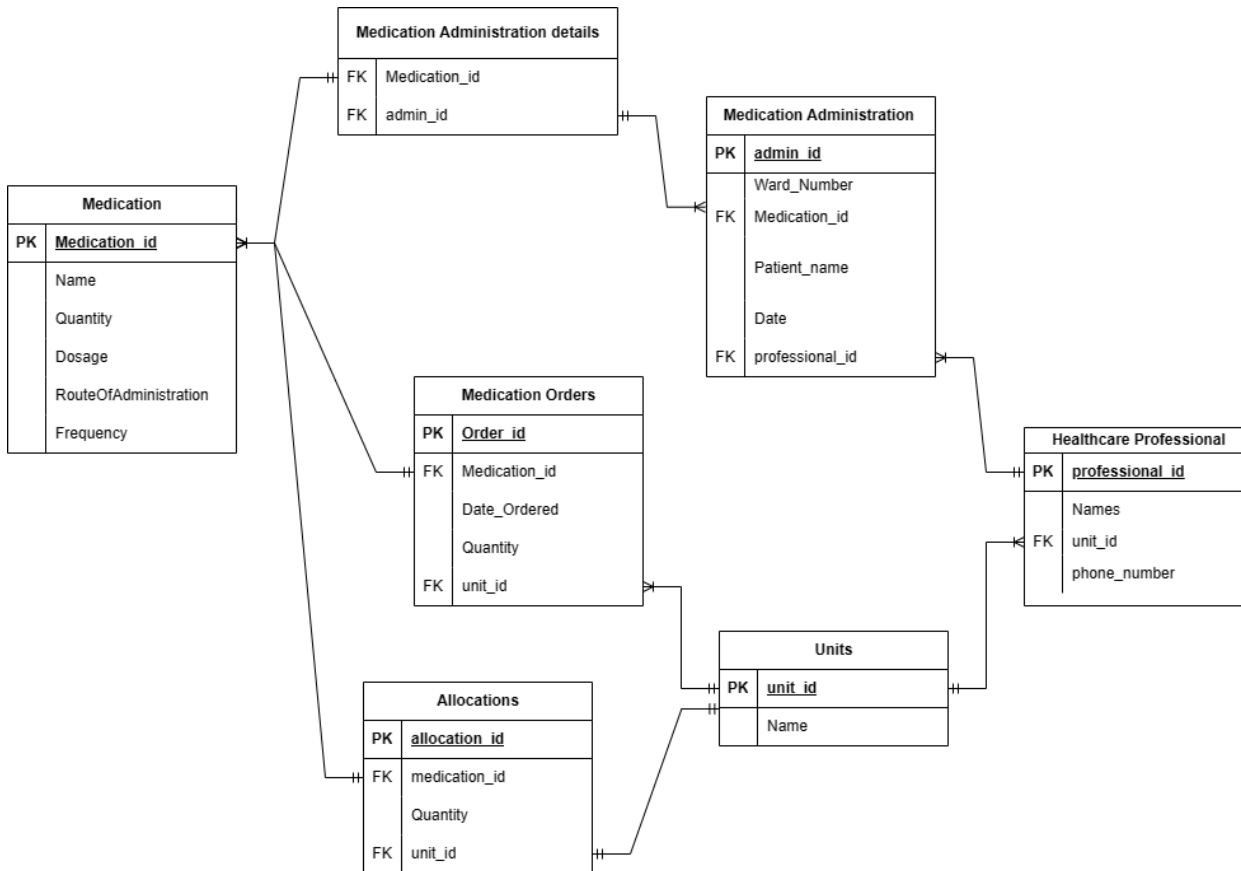 Medication Administration details
FK Medication_id
FK admin_id
Medication Administration
PK admin_id
Ward_Number
FK Medication_id
Patient_name
Date
FK professional_id
Medication
PK Medication_id
Name
Quantity
Dosage
RouteOfAdministration
Frequency
Medication Orders
PK Order_id
FK Medication_id
Date_Ordered
Quantity
FK unit_id
Healthcare Professional
PK professional_id
Names
FK unit_id
phone_number
Units
PK unit_id
Name
Allocations
PK allocation_id
FK medication_id
Quantity
FK unit_id